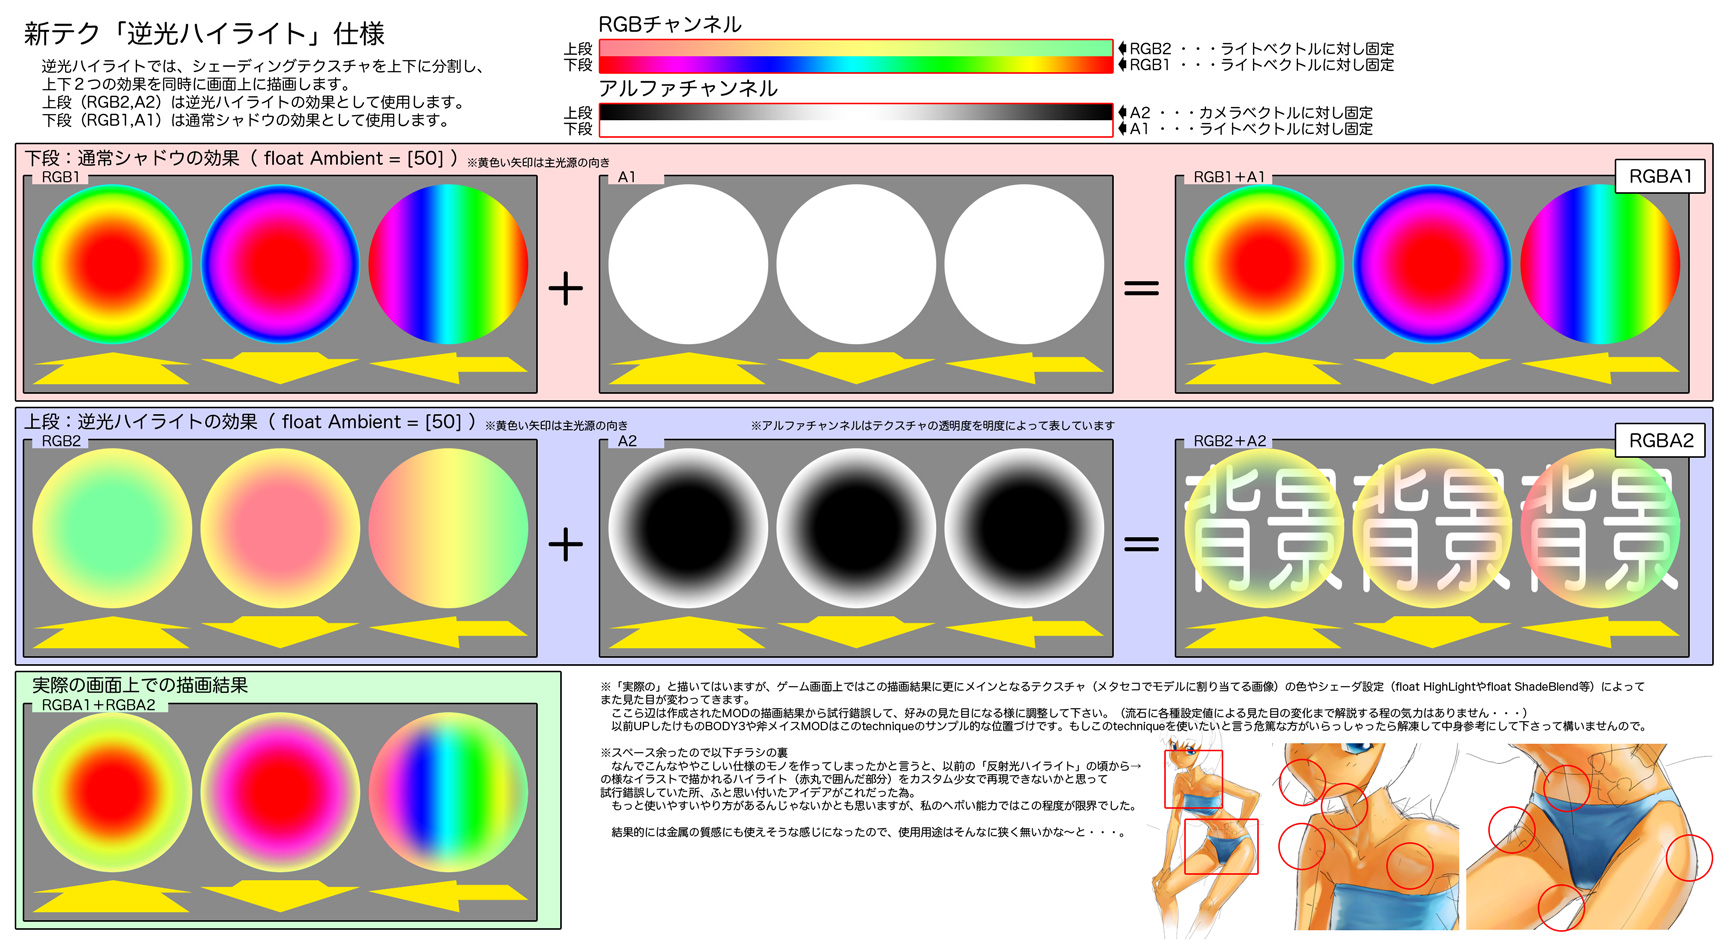 新テク「逆光ハイライト」仕様
逆光ハイライトでは、シェーディングテクスチャを上下に分割し、
上下２つの効果を同時に画面上に描画します。
上段（RGB2,A2）は逆光ハイライトの効果として使用します。
下段（RGB1,A1）は通常シャドウの効果として使用します。
RGBチャンネル
上段
RGB2 ・・・ライトベクトルに対し固定
下段
RGB1 ・・・ライトベクトルに対し固定
アルファチャンネル
上段
A2 ・・・カメラベクトルに対し固定
下段
A1 ・・・ライトベクトルに対し固定
下段：通常シャドウの効果（ float Ambient = [50] ）※黄色い矢印は主光源の向き
RGB1
A1
RGB1＋A1
RGBA1
+
=
上段：逆光ハイライトの効果（ float Ambient = [50] ）※黄色い矢印は主光源の向き
※アルファチャンネルはテクスチャの透明度を明度によって表しています
RGB2
A2
RGB2＋A2
RGBA2
+
=
背景
背景
背景
実際の画面上での描画結果
RGBA1＋RGBA2
※「実際の」と描いてはいますが、ゲーム画面上ではこの描画結果に更にメインとなるテクスチャ（メタセコでモデルに割り当てる画像）の色やシェーダ設定（float HighLightやfloat ShadeBlend等）によって
また見た目が変わってきます。
ここら辺は作成されたMODの描画結果から試行錯誤して、好みの見た目になる様に調整して下さい。（流石に各種設定値による見た目の変化まで解説する程の気力はありません・・・）
以前UPしたけものBODY3や斧メイスMODはこのtechniqueのサンプル的な位置づけです。もしこのtechniqueを使いたいと言う危篤な方がいらっしゃったら解凍して中身参考にして下さって構いませんので。
※スペース余ったので以下チラシの裏
なんでこんなややこしい仕様のモノを作ってしまったかと言うと、以前の「反射光ハイライト」の頃から→
の様なイラストで描かれるハイライト（赤丸で囲んだ部分）をカスタム少女で再現できないかと思って
試行錯誤していた所、ふと思い付いたアイデアがこれだった為。
もっと使いやすいやり方があるんじゃないかとも思いますが、私のヘボい能力ではこの程度が限界でした。
結果的には金属の質感にも使えそうな感じになったので、使用用途はそんなに狭く無いかな～と・・・。